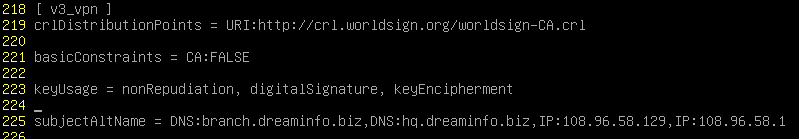 218 [ v3_vpn ]
219 crlDistributionPoints = URI:http://crl.worldsign.org/worldsign-CA.crl
220
221 basicConstraints = CA:FALSE
222
223 keyUsage = nonRepudiation, digitalSignature, keyEncipherment
224 _
225 subjectAltName = DNS:branch.dreaminfo.biz,DNS:hq.dreaminfo.biz,IP:108.96.58.129,IP:108.96.58.1
226